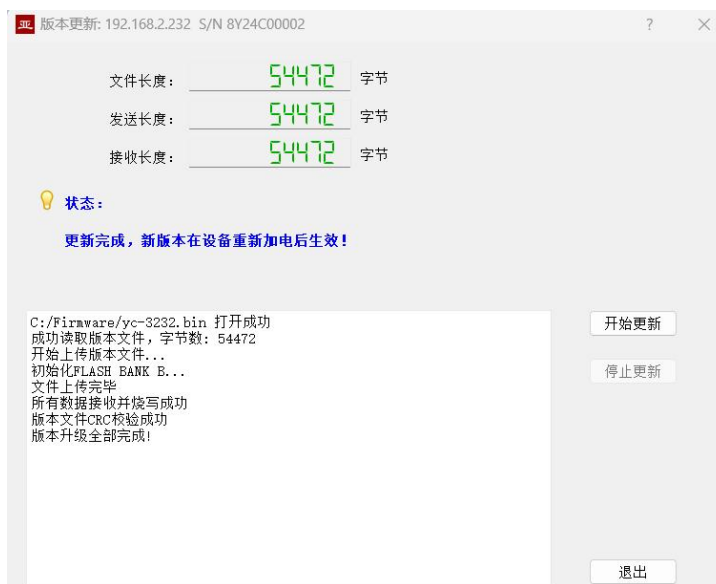 亚 版本更新: 192.168.2.232 S/N 8Y24C00002 ? ×
文件长度： 54472 字节
发送长度： 54472 字节
接收长度： 54472 字节
状态：
更新完成，新版本在设备重新加电后生效！
C:/Firmware/yc-3232.bin 打开成功
成功读取版本文件，字节数: 54472
开始上传版本文件...
初始化FLASH BANK B...
文件上传完毕
所有数据接收并烧写成功
版本文件CRC校验成功
版本升级全部完成!
开始更新
停止更新
退出